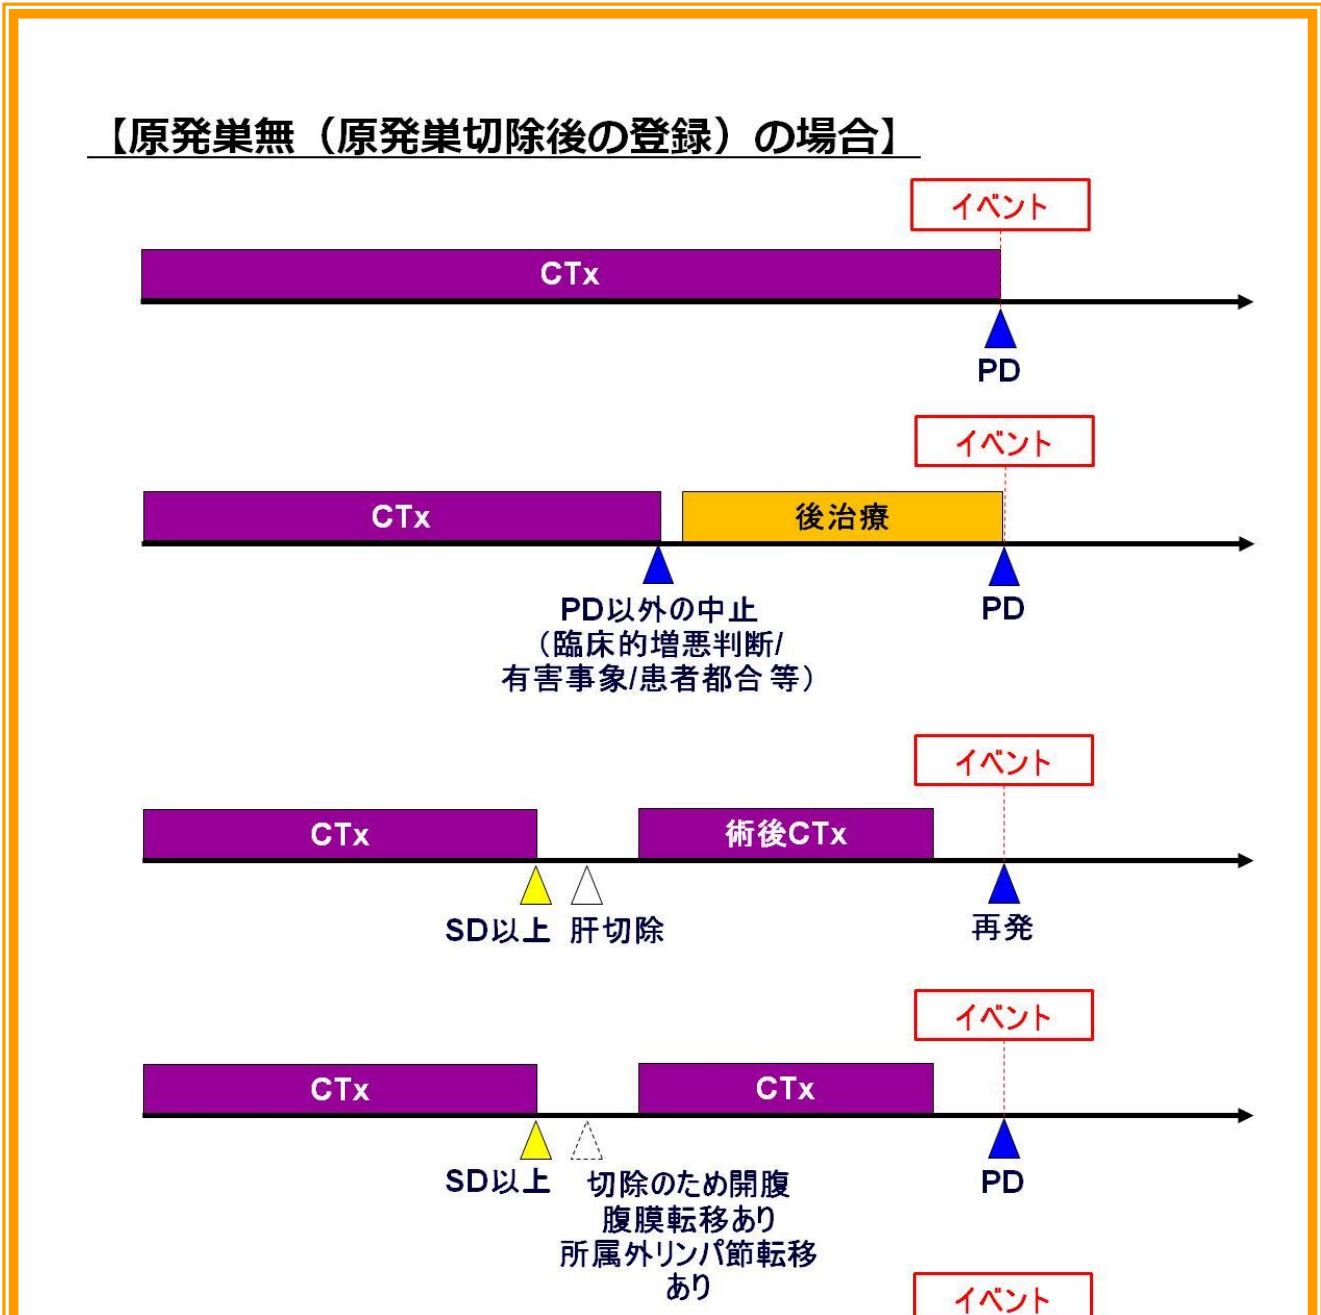 【原発巣無（原発巣切除後の登録）の場合】
イベント
CTx
PD
イベント
CTx
後治療
PD以外の中止
（臨床的増悪判断/
有害事象/患者都合 等）
PD
イベント
CTx
術後CTx
SD以上
肝切除
再発
イベント
CTx
CTx
SD以上
切除のため開腹
腹膜転移あり
所属外リンパ節転移
あり
PD
イベント